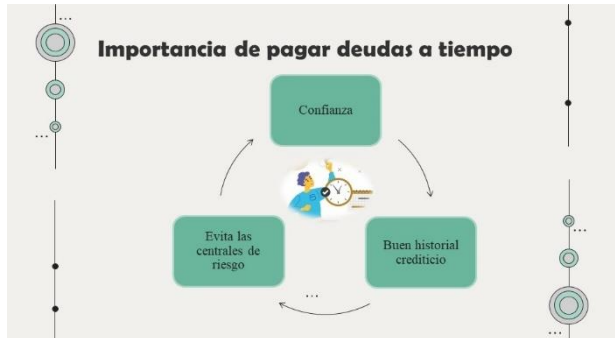 Importancia de pagar deudas a tiempo
Confianza
Evita las
centrales de
riesgo
Buen historial
crediticio